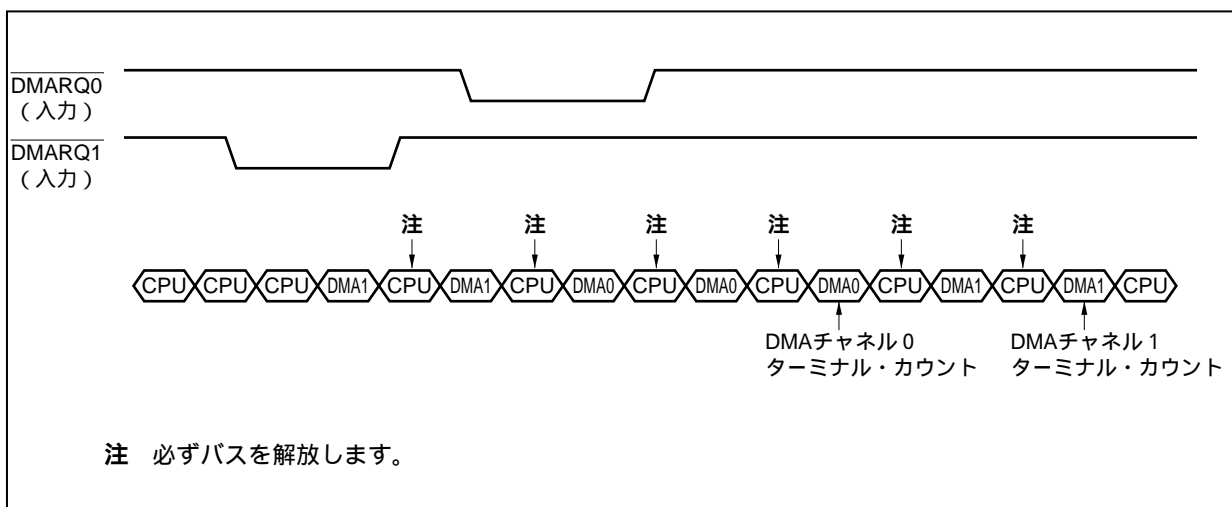 DMARQ0
(入力)
DMARQ1
(入力)
注 注 注 注 注 注
CPU CPU CPU DMA1 CPU DMA1 CPU DMA0 CPU DMA0 CPU DMA0 CPU DMA1 CPU DMA1 CPU
DMAチャネル0
ターミナル・カウント
DMAチャネル1
ターミナル・カウント
注 必ずバスを解放します。